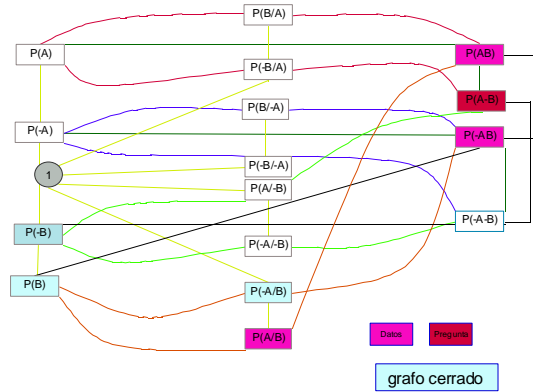 P(B/A)
P(A)
P(AB)
P(-B/A)
P(A-B)
P(B/-A)
P(-A)
P(-AB)
P(-B/-A)
1
P(A/-B)
P(-A-B)
P(-B)
P(-A/-B)
P(B)
P(-A/B)
P(A/B)
Datos
Pregunta
grafo cerrado